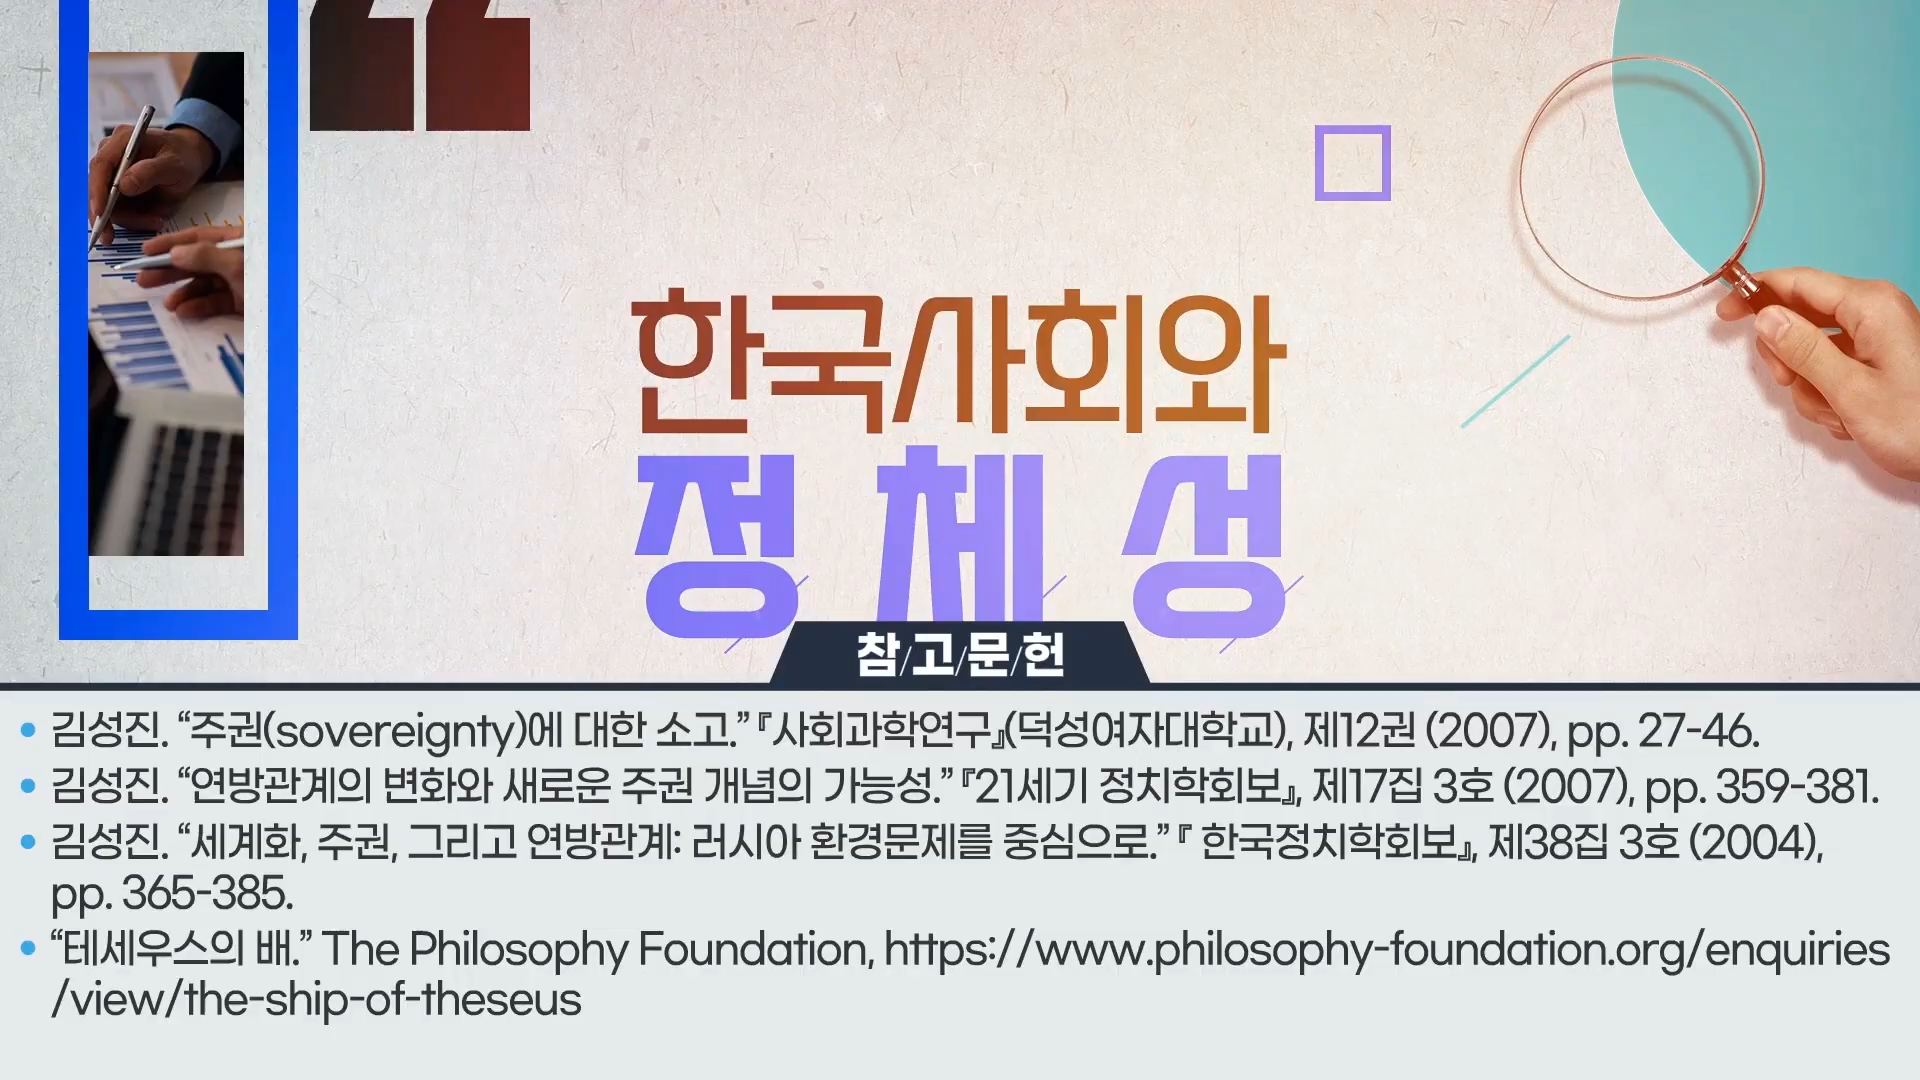 한국사회와
정체성
참/고/문/헌
• 김성진. “주권(sovereignty)에 대한 소고.”『사회과학연구』(덕성여자대학교), 제12권 (2007), pp. 27-46.
• 김성진. “연방관계의 변화와 새로운 주권 개념의 가능성.”『21세기 정치학회보』, 제17집 3호 (2007), pp. 359-381.
• 김성진. “세계화, 주권, 그리고 연방관계: 러시아 환경문제를 중심으로.”『 한국정치학회보』, 제38집 3호 (2004),
pp. 365-385.
• “테세우스의 배.” The Philosophy Foundation, https://www.philosophy-foundation.org/enquiries
/view/the-ship-of-theseus